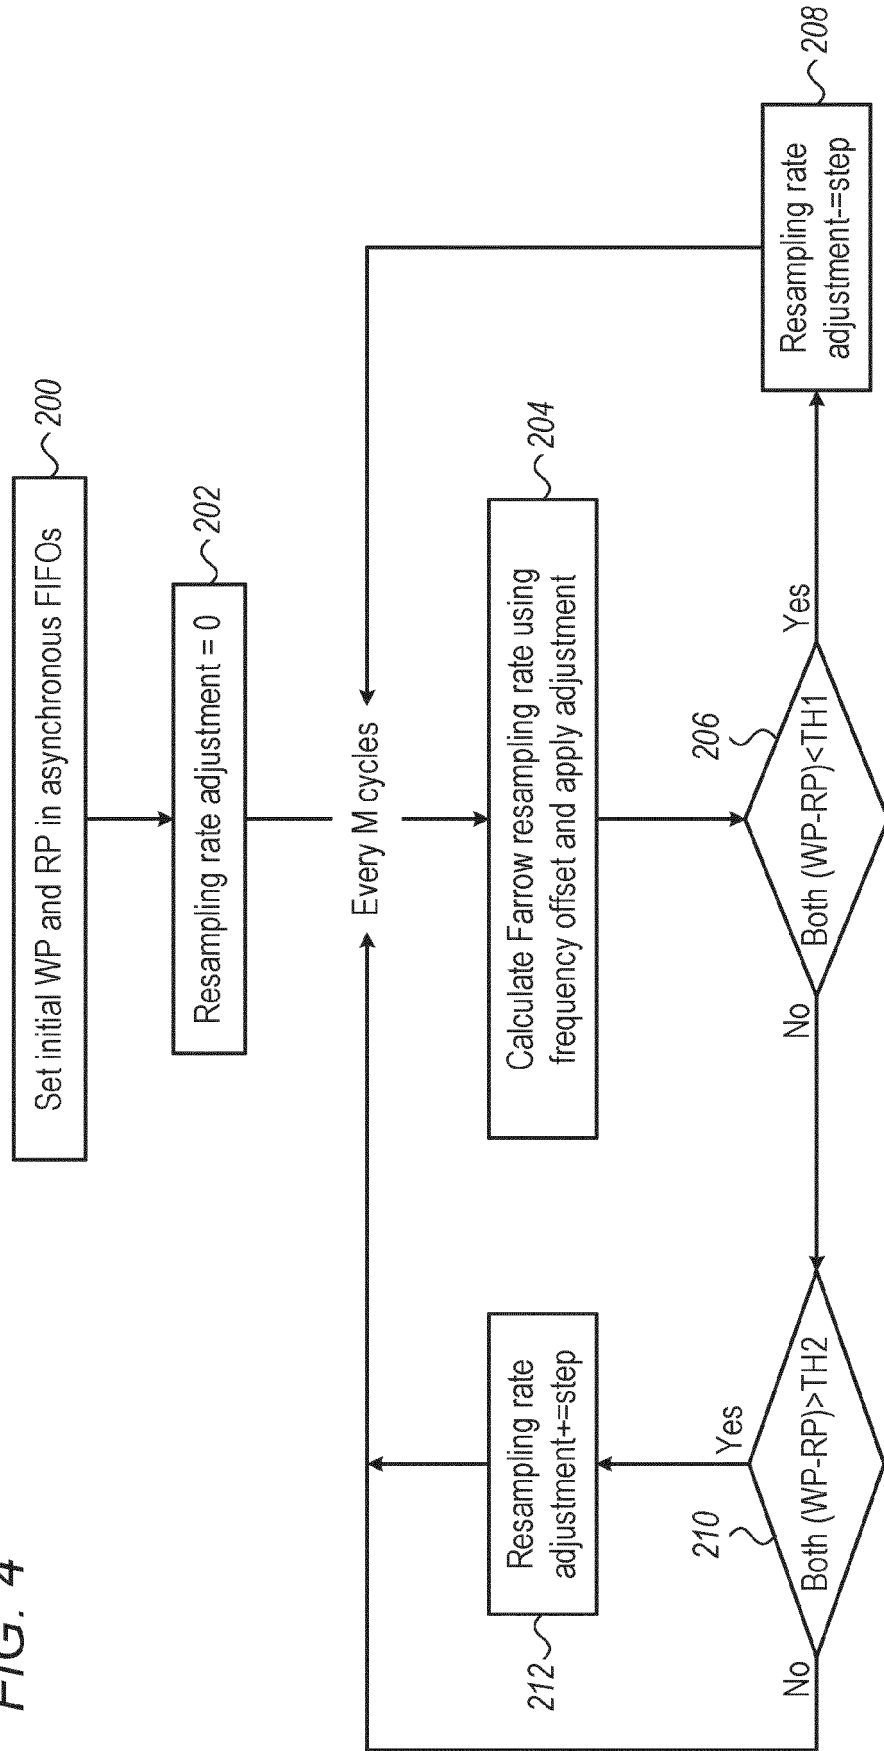 FIG. 4
Set initial WP and RP in asynchronous FIFOs
200
Resampling rate adjustment = 0
202
Every M cycles
Calculate Farrow resampling rate using
frequency offset and apply adjustment
204
Both (WP-RP)<TH1
206
Yes
No
Resampling rate
adjustment-=step
208
Both (WP-RP)>TH2
210
Yes
No
Resampling rate
adjustment+=step
212